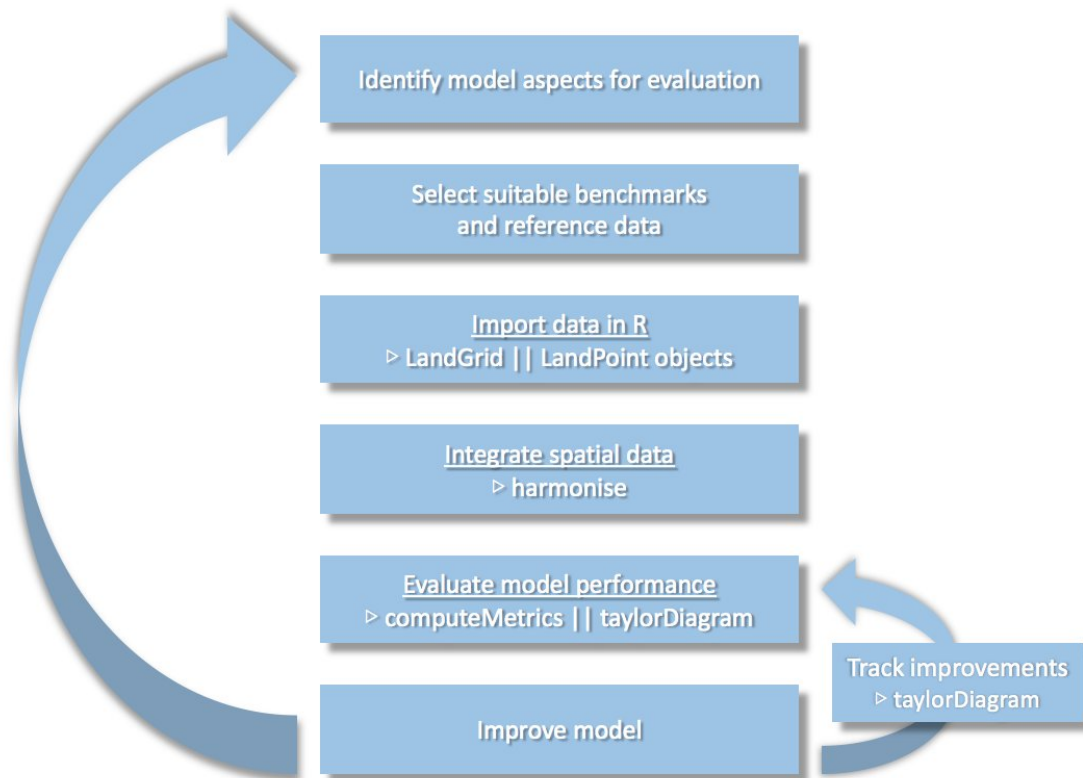 Identify model aspects for evaluation
Select suitable benchmarks
and reference data
Import data in R
▷ LandGrid || LandPoint objects
Integrate spatial data
▷ harmonise
Evaluate model performance
▷ computeMetrics || taylorDiagram
Track improvements
▷ taylorDiagram
Improve model